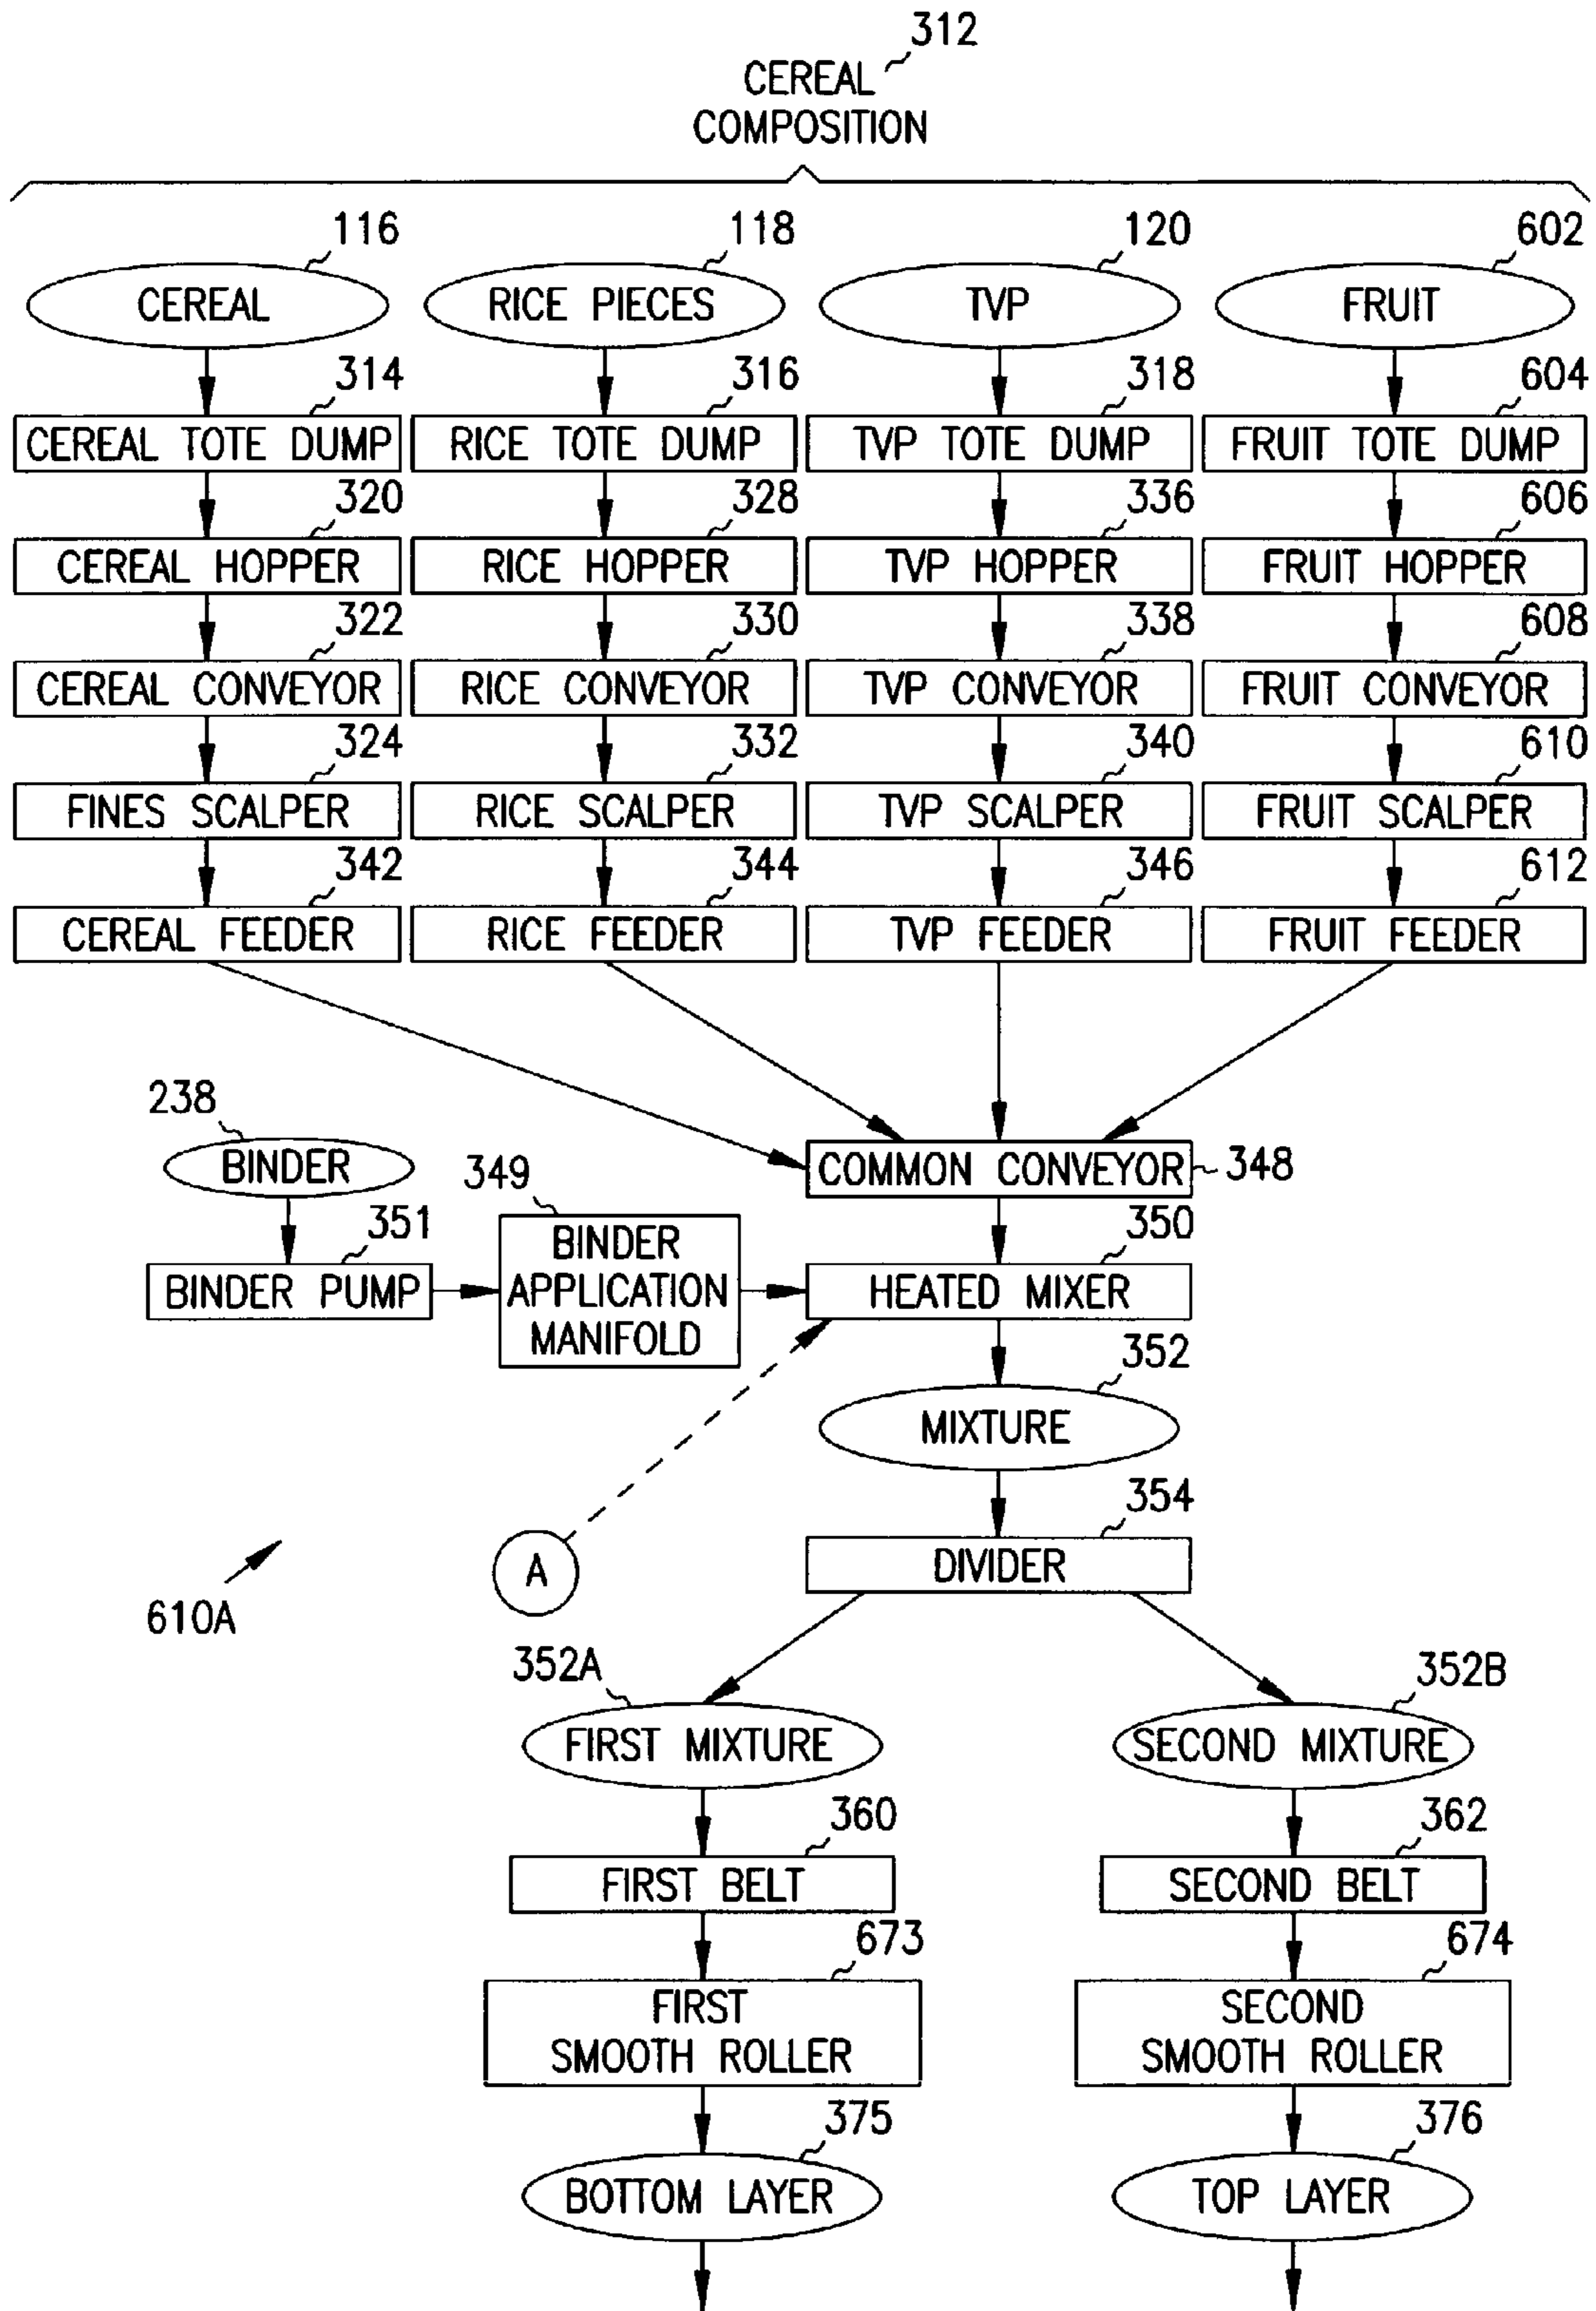 312
CEREAL
COMPOSITION
116 118 120 602
CEREAL RICE PIECES TVP FRUIT
314 316 318 604
CEREAL TOTE DUMP RICE TOTE DUMP TVP TOTE DUMP FRUIT TOTE DUMP
320 328 336 606
CEREAL HOPPER RICE HOPPER TVP HOPPER FRUIT HOPPER
322 330 338 608
CEREAL CONVEYOR RICE CONVEYOR TVP CONVEYOR FRUIT CONVEYOR
324 332 340 610
FINES SCALPER RICE SCALPER TVP SCALPER FRUIT SCALPER
342 344 346 612
CEREAL FEEDER RICE FEEDER TVP FEEDER FRUIT FEEDER
238
BINDER
349
COMMON CONVEYOR 348
351
BINDER PUMP
BINDER
APPLICATION
MANIFOLD
350
HEATED MIXER
352
MIXTURE
354
DIVIDER
A
610A
352A 352B
FIRST MIXTURE SECOND MIXTURE
360 362
FIRST BELT SECOND BELT
673 674
FIRST
SMOOTH ROLLER
SECOND
SMOOTH ROLLER
375 376
BOTTOM LAYER TOP LAYER